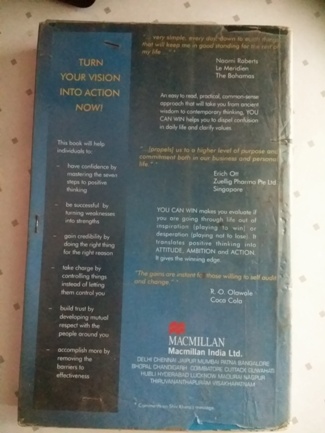 TURN
YOUR VISION
INTO ACTION
NOW!
This book will help
individuals to:
– have confidence by
mastering the seven
steps to positive
thinking
– be successful by
turning weaknesses
into strengths
– gain credibility by
doing the right thing
for the right reason
– take charge by
controlling things
instead of letting
them control you
– build trust by
developing mutual
respect with the
people around you
– accomplish more by
removing the
barriers to
effectiveness
very simple, every day
that will keep me in good standing for the rest of
my life
Naomi Roberts
Le Meridien
The Bahamas
An easy to read, practical, common-sense
approach that will take you from ancient
wisdom to contemporary thinking, YOU
CAN WIN helps you to dispel confusion
in daily life and clarify values.
(propels) us to a higher level of purpose and
commitment both in our business and personal
life
Erich Ott
Zuellig Pharma Pte Ltd
Singapore
YOU CAN WIN makes you evaluate if
you are going through life out of
inspiration (playing to win) or
desperation (playing not to lose). It
translates positive thinking into
ATTITUDE, AMBITION and ACTION.
It gives the winning edge.
"The gains are instant for those willing to
and change
R. O. Olawale
Coca Cola
MACMILLAN
Macmillan India Ltd.
DELHI CHENNAI JAIPUR MUMBAI PATNA BANGALORE
BHOPAL CHANDIGARH COIMBATORE CUTTACK GUWAHATI
HUBLI HYDERABAD LUCKNOW MADURAI NAGPUR
THIRUVANANTHAPURAM VISAKHAPATNAM